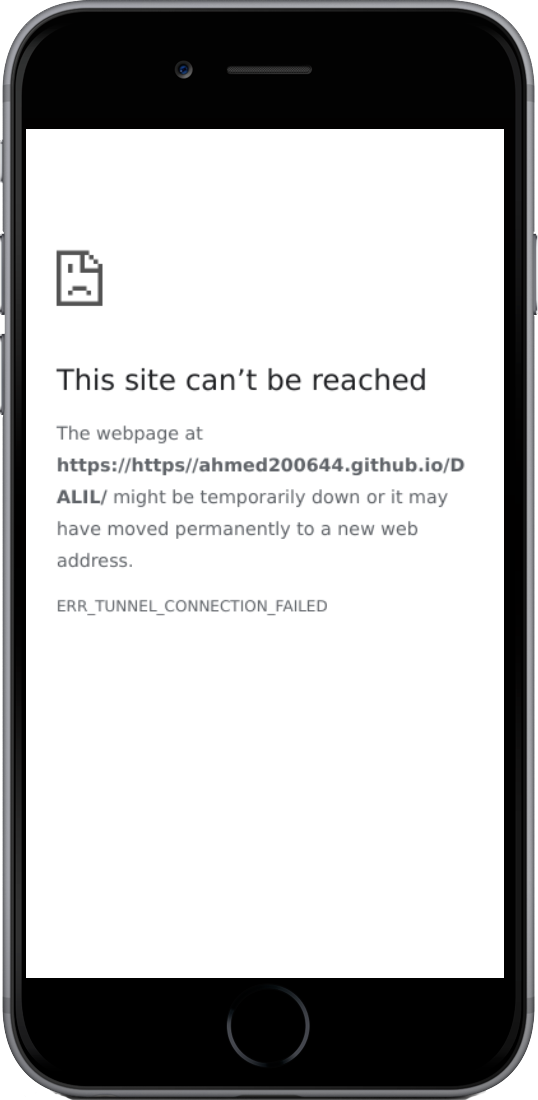 This site can’t be reached
The webpage at
https://https//ahmed200644.github.io/D
ALIL/ might be temporarily down or it may
have moved permanently to a new web
address.
ERR_TUNNEL_CONNECTION_FAILED